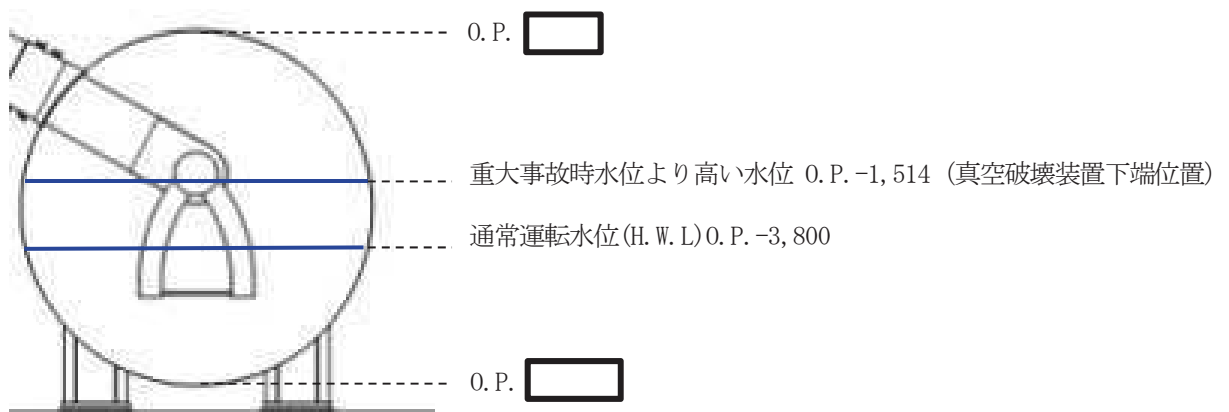 O.P.
重大事故時水位より高い水位 O.P.-1,514 (真空破壊装置下端位置)
通常運転水位(H.W.L)O.P.-3,800
O.P.